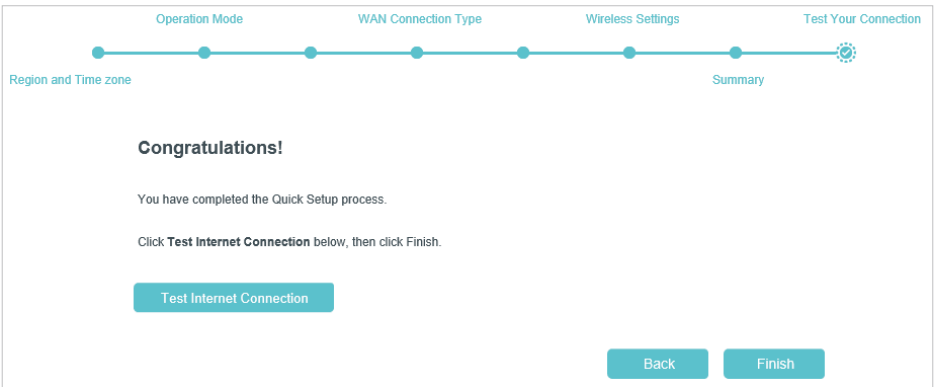 Operation Mode
WAN Connection Type
Wireless Settings
Test Your Connection
Region and Time zone
Summary
Congratulations!
You have completed the Quick Setup process.
Click Test Internet Connection below, then click Finish.
Test Internet Connection
Back
Finish